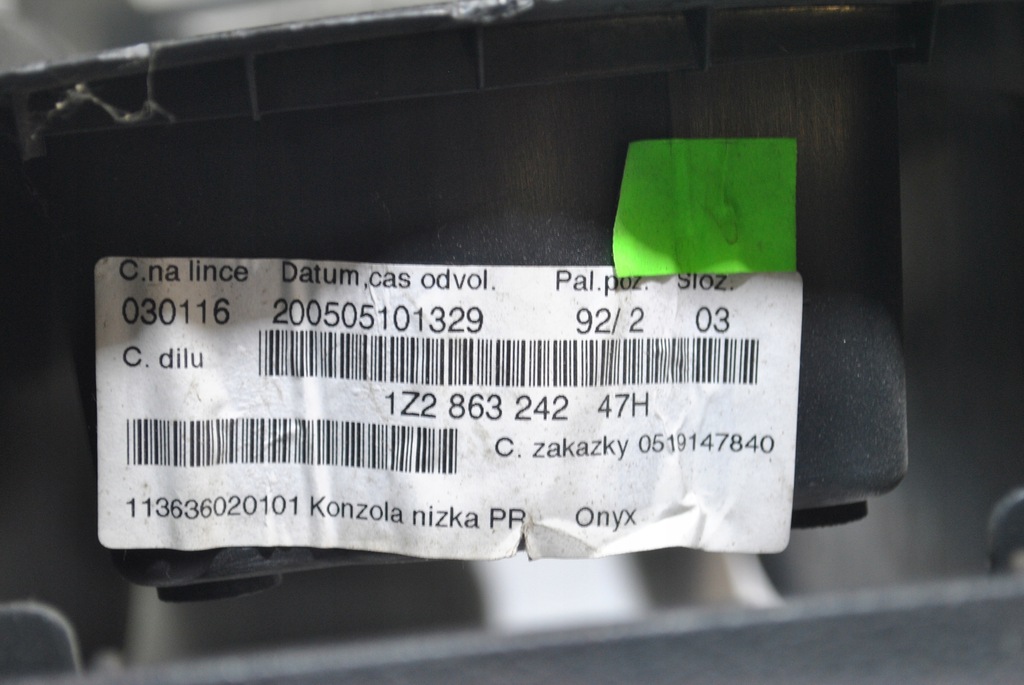 C.na lince Datum,cas odvol. Pal.poz. Sloz.
030116 200505101329 92/ 2 03
C. dilu
1Z2 863 242 47H
C. zakazky 0519147840
113636020101 Konzola nizka PR Onyx